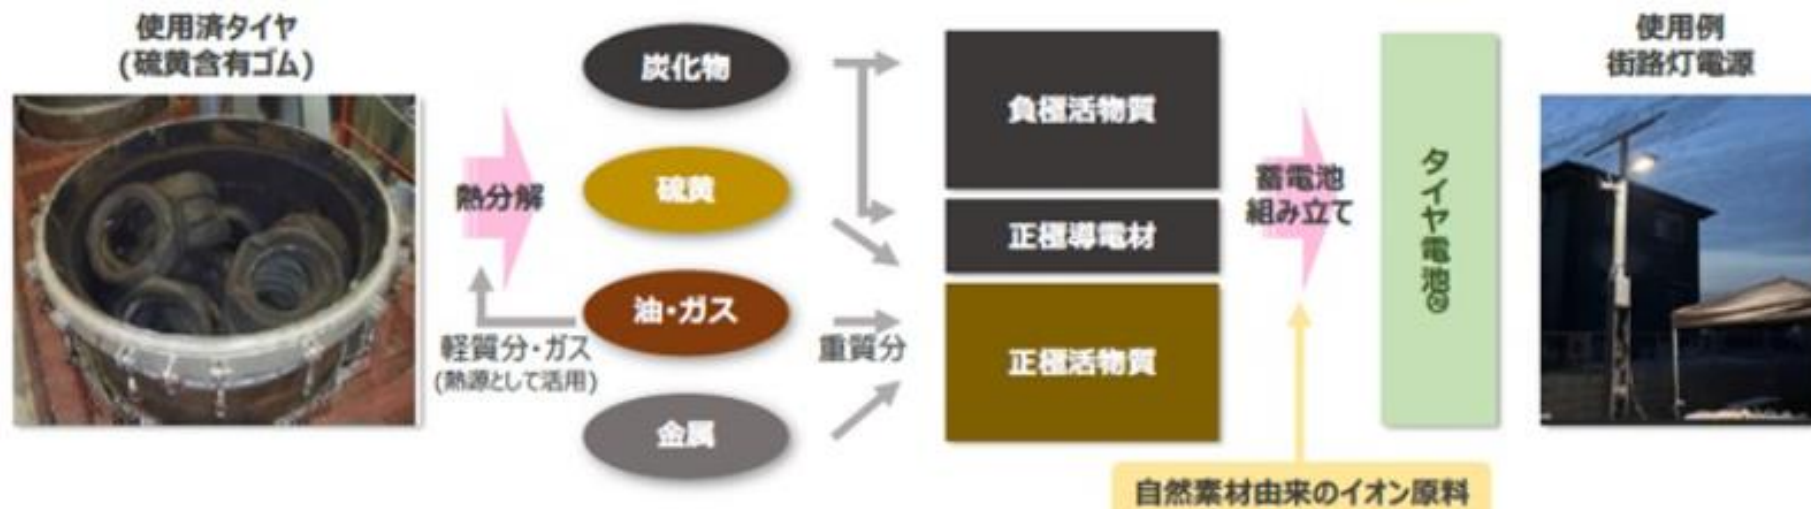 使用済タイヤ
(硫黄含有ゴム)
熱分解
軽質分・ガス
(熱源として活用)
炭化物
硫黄
油・ガス
金属
重質分
負極活物質
正極導電材
正極活物質
蓄電池
組み立て
自然素材由来のイオン原料
タイヤ電池®
使用例
街路灯電源